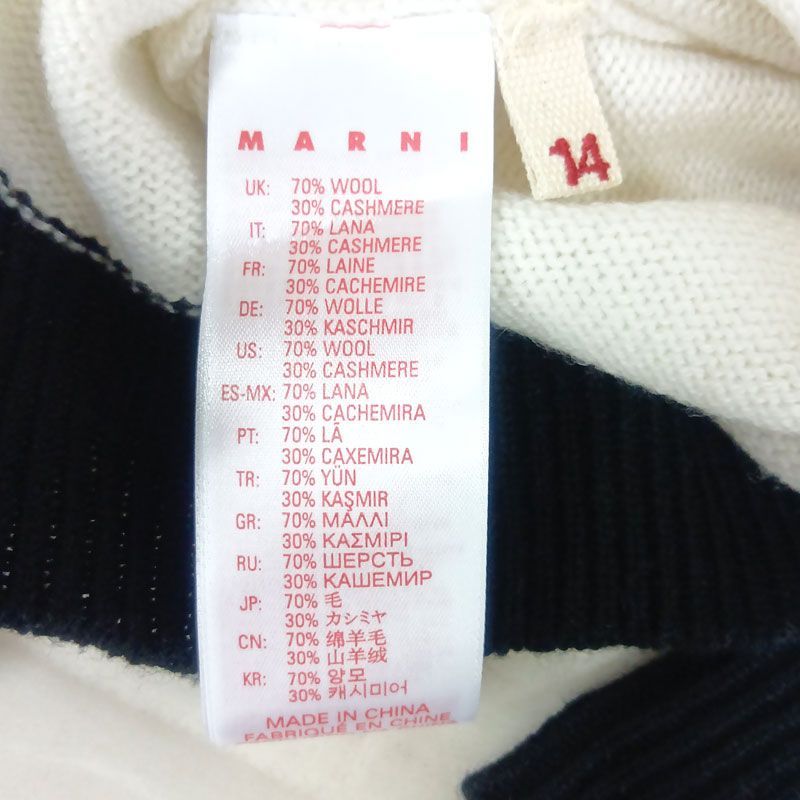 MARNI
14
UK: 70% WOOL
30% CASHMERE
IT: 70% LANA
30% CASHMERE
FR: 70% LAINE
30% CACHEMIRE
DE: 70% WOLLE
30% KASCHMIR
US: 70% WOOL
30% CASHMERE
ES-MX: 70% LANA
30% CACHEMIRA
PT: 70% LÃ
30% CAXEMIRA
TR: 70% YÜN
30% KAŞMIR
GR: 70% ΜΑΛΛΙ
30% ΚΑΣΜΙΡΙ
RU: 70% ШЕРСТЬ
30% КАШЕМИР
JP: 70% 毛
30% カシミヤ
CN: 70% 绵羊毛
30% 山羊绒
KR: 70% 양모
30% 캐시미어
MADE IN CHINA
FABRIQUÉ EN CHINE